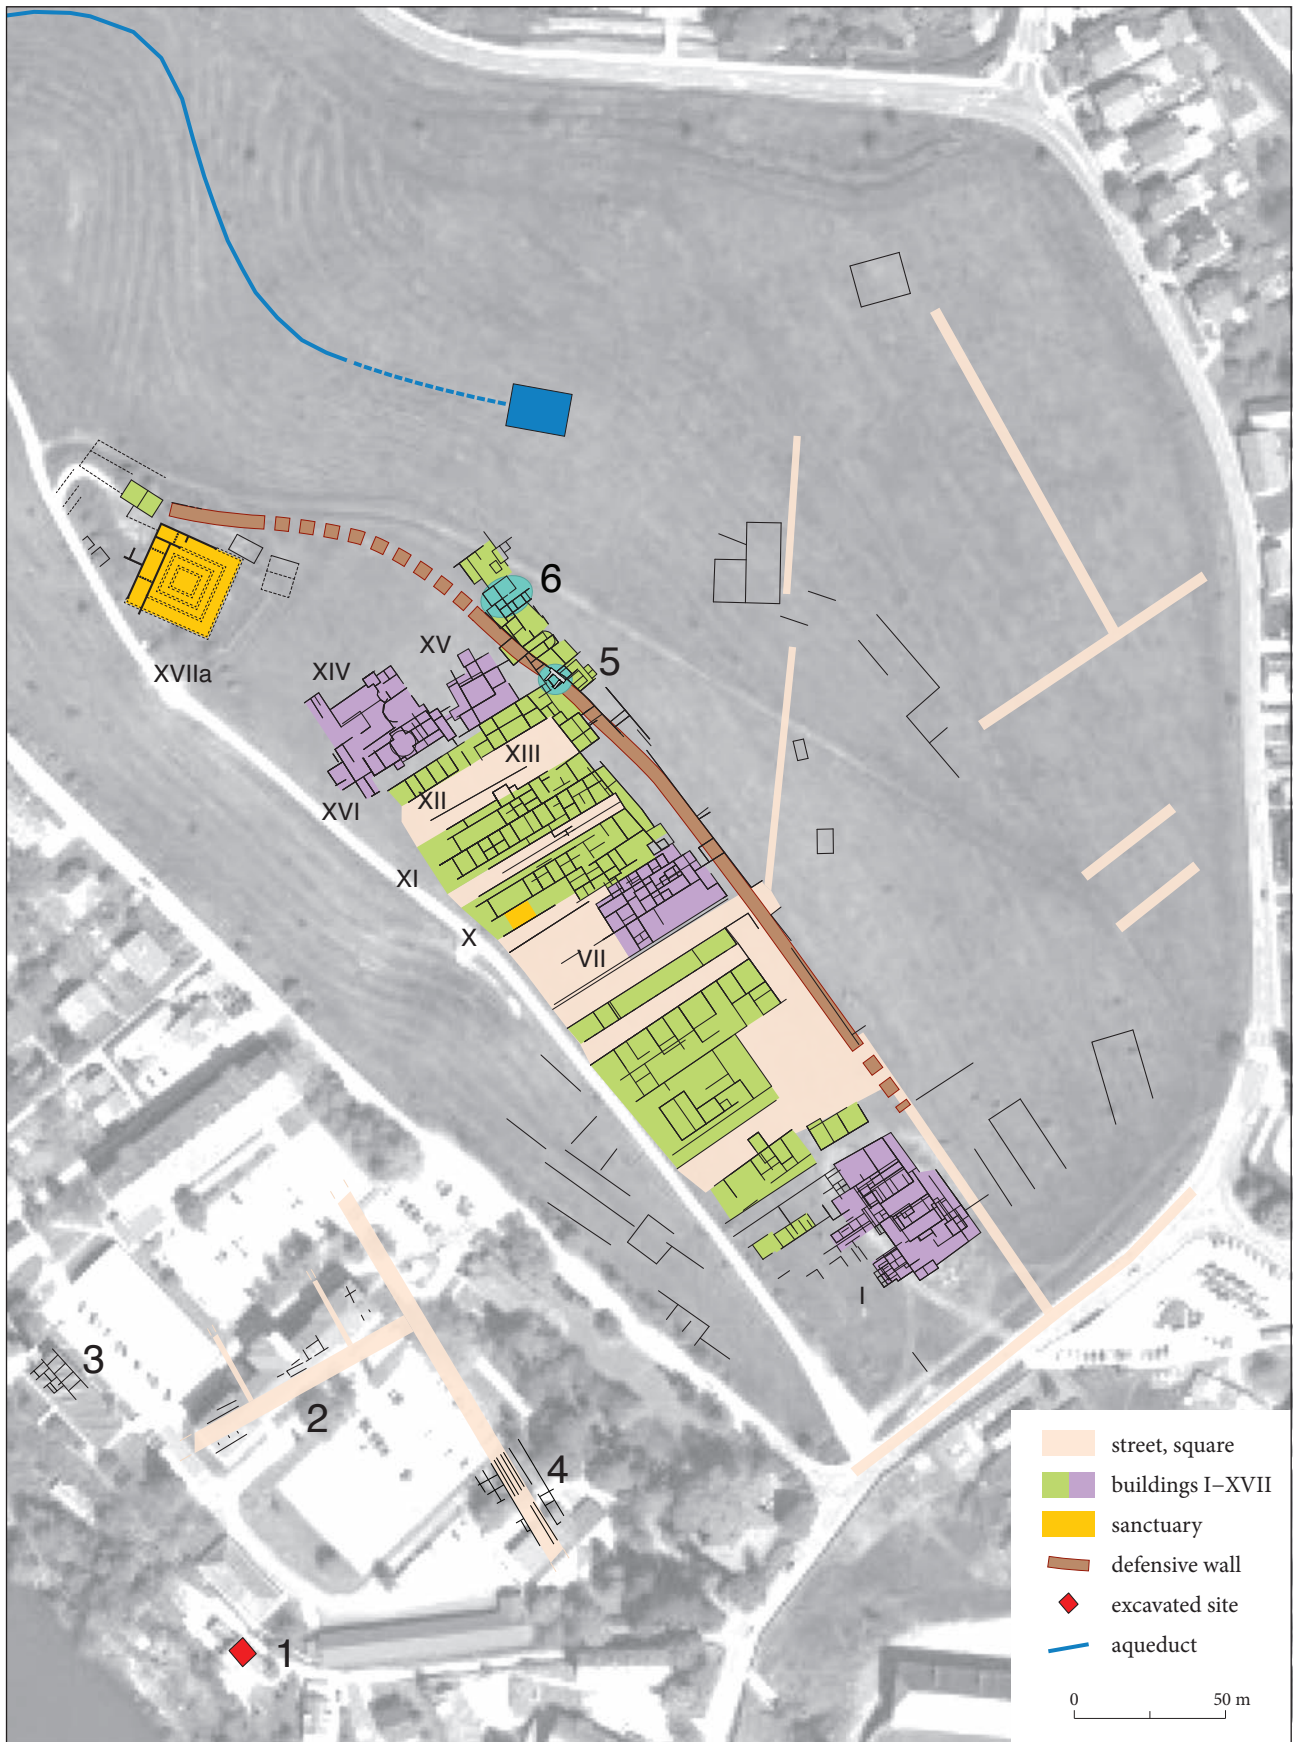 6
XV
5
XIV
XVIIa
XIII
XII
XVI
XI
X
VII
I
3
2
4
1
street, square
buildings I–XVII
sanctuary
defensive wall
excavated site
aqueduct
0 50 m